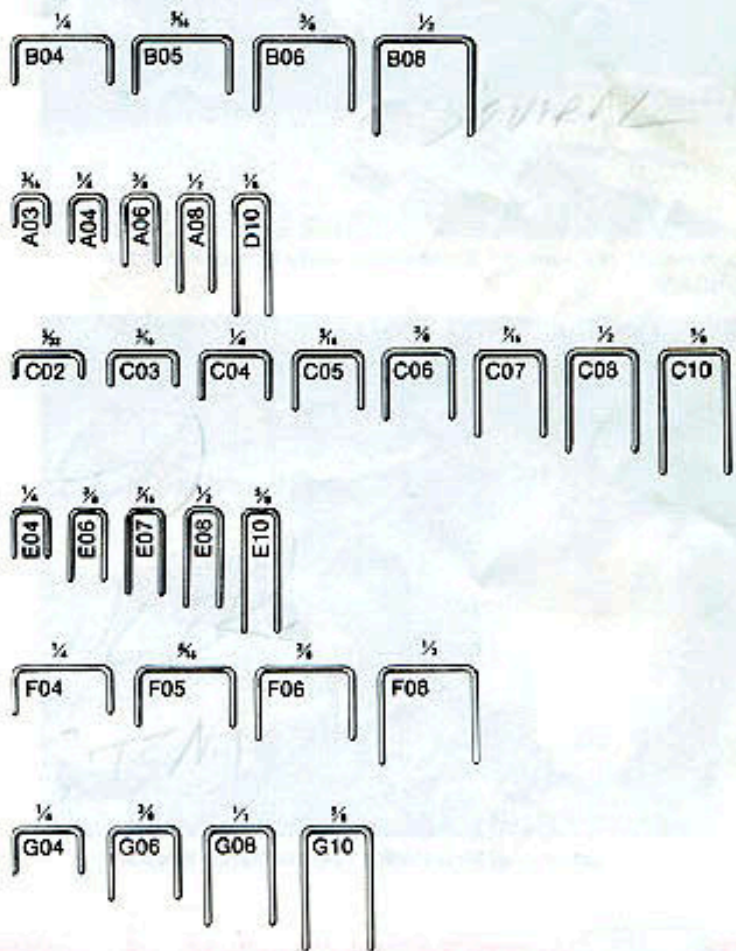 1/4 5/16 3/8 1/2
B04 B05 B06 B08
3/16 1/4 3/8 1/2
A03 A04 A06 A08 D10
3/32 3/16 1/4 5/16 3/8 7/16 1/2 5/8
C02 C03 C04 C05 C06 C07 C08 C10
1/4 3/8 7/16 1/2 5/8
E04 E06 E07 E08 E10
1/4 5/16 3/8 1/2
F04 F05 F06 F08
1/4 3/8 1/2 5/8
G04 G06 G08 G10